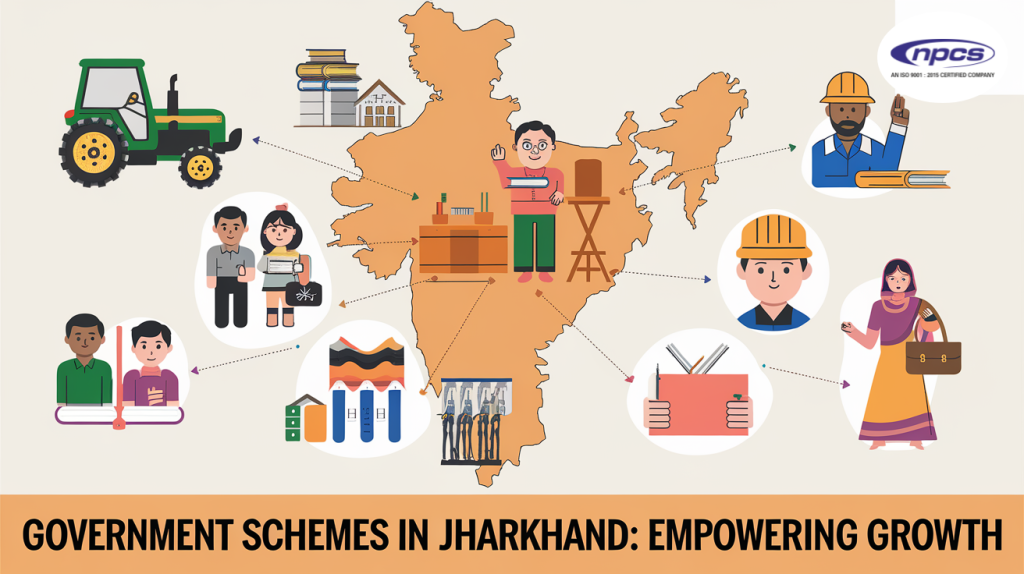 npcs
AN ISO 9001 : 2015 CERTIFIED COMPANY
GOVERNMENT SCHEMES IN JHARKHAND: EMPOWERING GROWTH